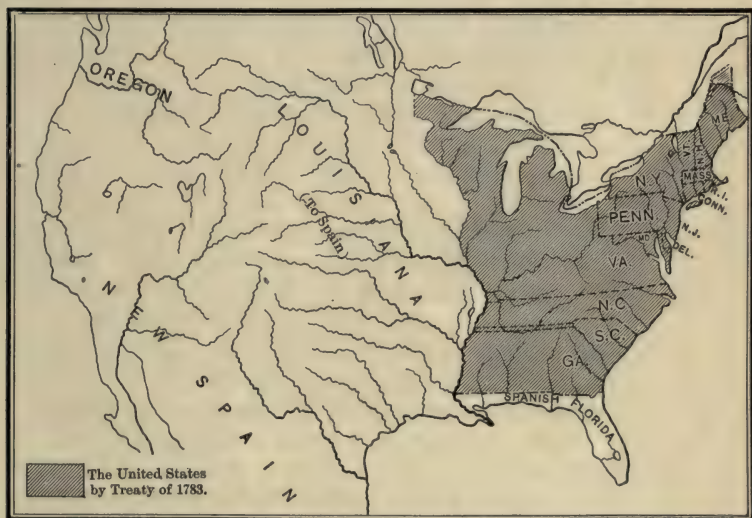 OREGON
LOUISIANA
(To Spain)
NEW SPAIN
ME.
VT.
N.H.
MASS.
R.I.
CONN.
N.Y.
PENN.
N.J.
MD.
DEL.
VA.
N.C.
S.C.
GA.
SPANISH FLORIDA
The United States
by Treaty of 1783.